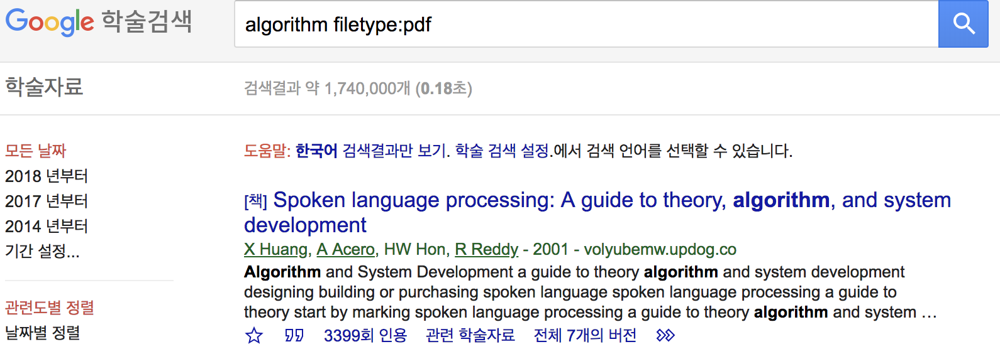 Google 학술검색
algorithm filetype:pdf
학술자료
검색결과 약 1,740,000개 (0.18초)
모든 날짜
2018 년부터
2017 년부터
2014 년부터
기간 설정...
관련도별 정렬
날짜별 정렬
도움말: 한국어 검색결과만 보기. 학술 검색 설정.에서 검색 언어를 선택할 수 있습니다.
[책] Spoken language processing: A guide to theory, algorithm, and system
development
X Huang, A Acero, HW Hon, R Reddy - 2001 - volyubemw.updog.co
Algorithm and System Development a guide to theory algorithm and system development
designing building or purchasing spoken language spoken language processing a guide to
theory start by marking spoken language processing a guide to theory algorithm and system …
3399회 인용 관련 학술자료 전체 7개의 버전